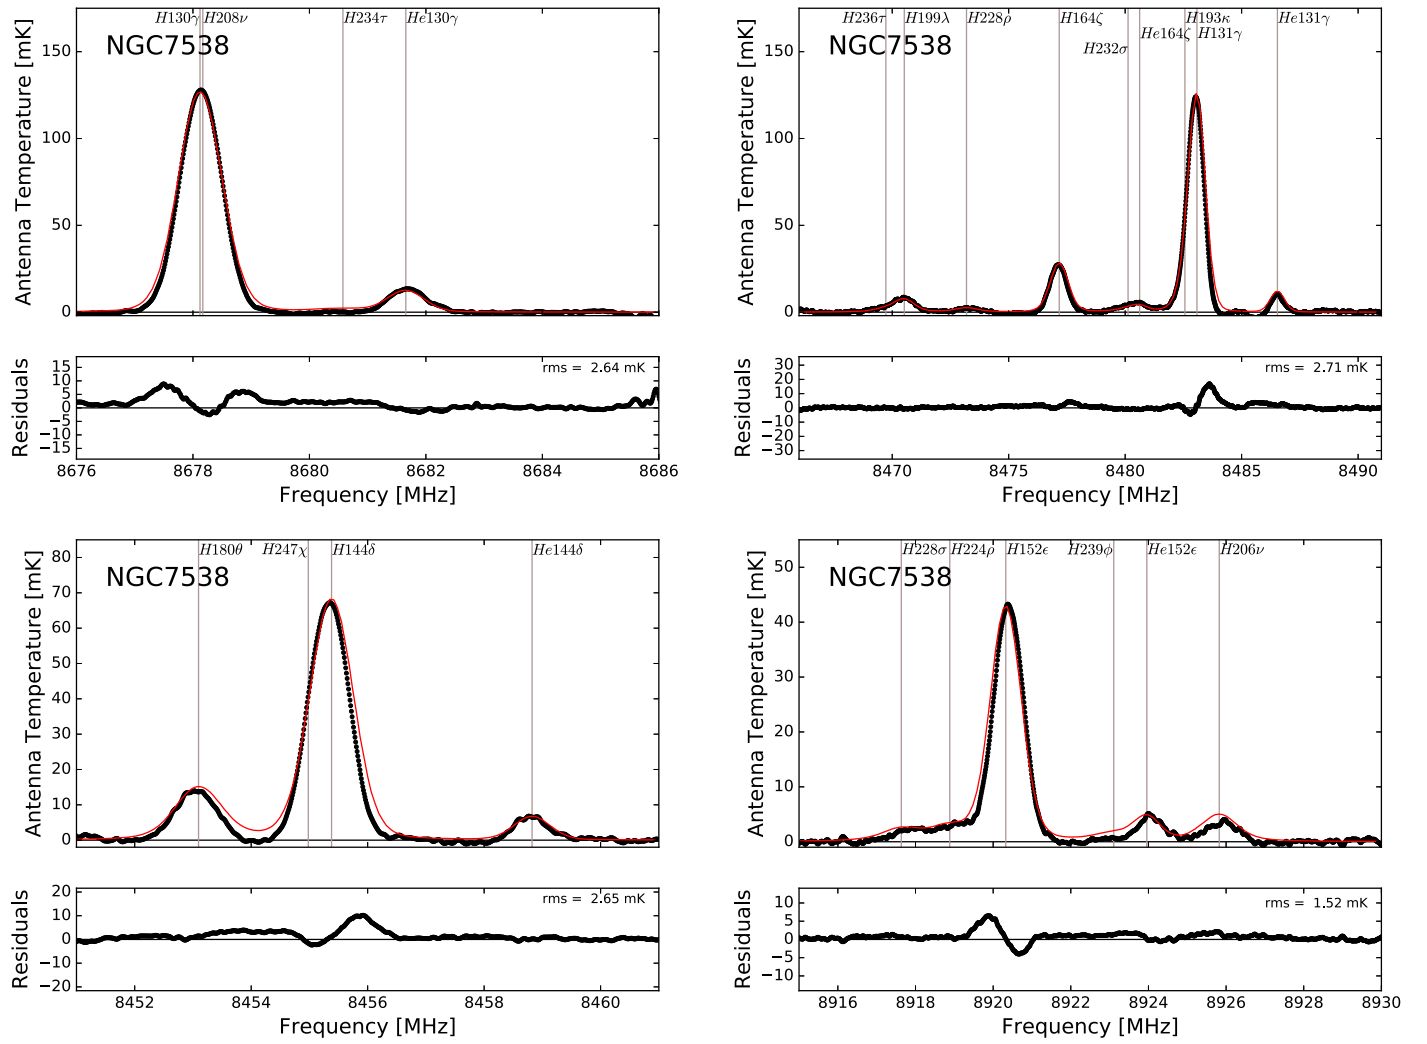 H130γ H208ν H234τ He130γ
NGC7538
Antenna Temperature [mK]
150
100
50
0
rms = 2.64 mK
Residuals
15
10
5
0
−5
−10
−15
8676 8678 8680 8682 8684 8686
Frequency [MHz]
H236τ H199λ H228ρ H164ζ H193κ He131γ
H232σ He164ζ H131γ
NGC7538
Antenna Temperature [mK]
150
100
50
0
rms = 2.71 mK
Residuals
30
20
10
0
−10
−20
−30
8470 8475 8480 8485 8490
Frequency [MHz]
H180θ H247χ H144δ He144δ
NGC7538
Antenna Temperature [mK]
80
70
60
50
40
30
20
10
0
rms = 2.65 mK
Residuals
20
10
0
−10
−20
8452 8454 8456 8458 8460
Frequency [MHz]
H228σ H224ρ H152ϵ H239ϕ He152ϵ H206ν
NGC7538
Antenna Temperature [mK]
50
40
30
20
10
0
rms = 1.52 mK
Residuals
10
5
0
−5
−10
8916 8918 8920 8922 8924 8926 8928 8930
Frequency [MHz]